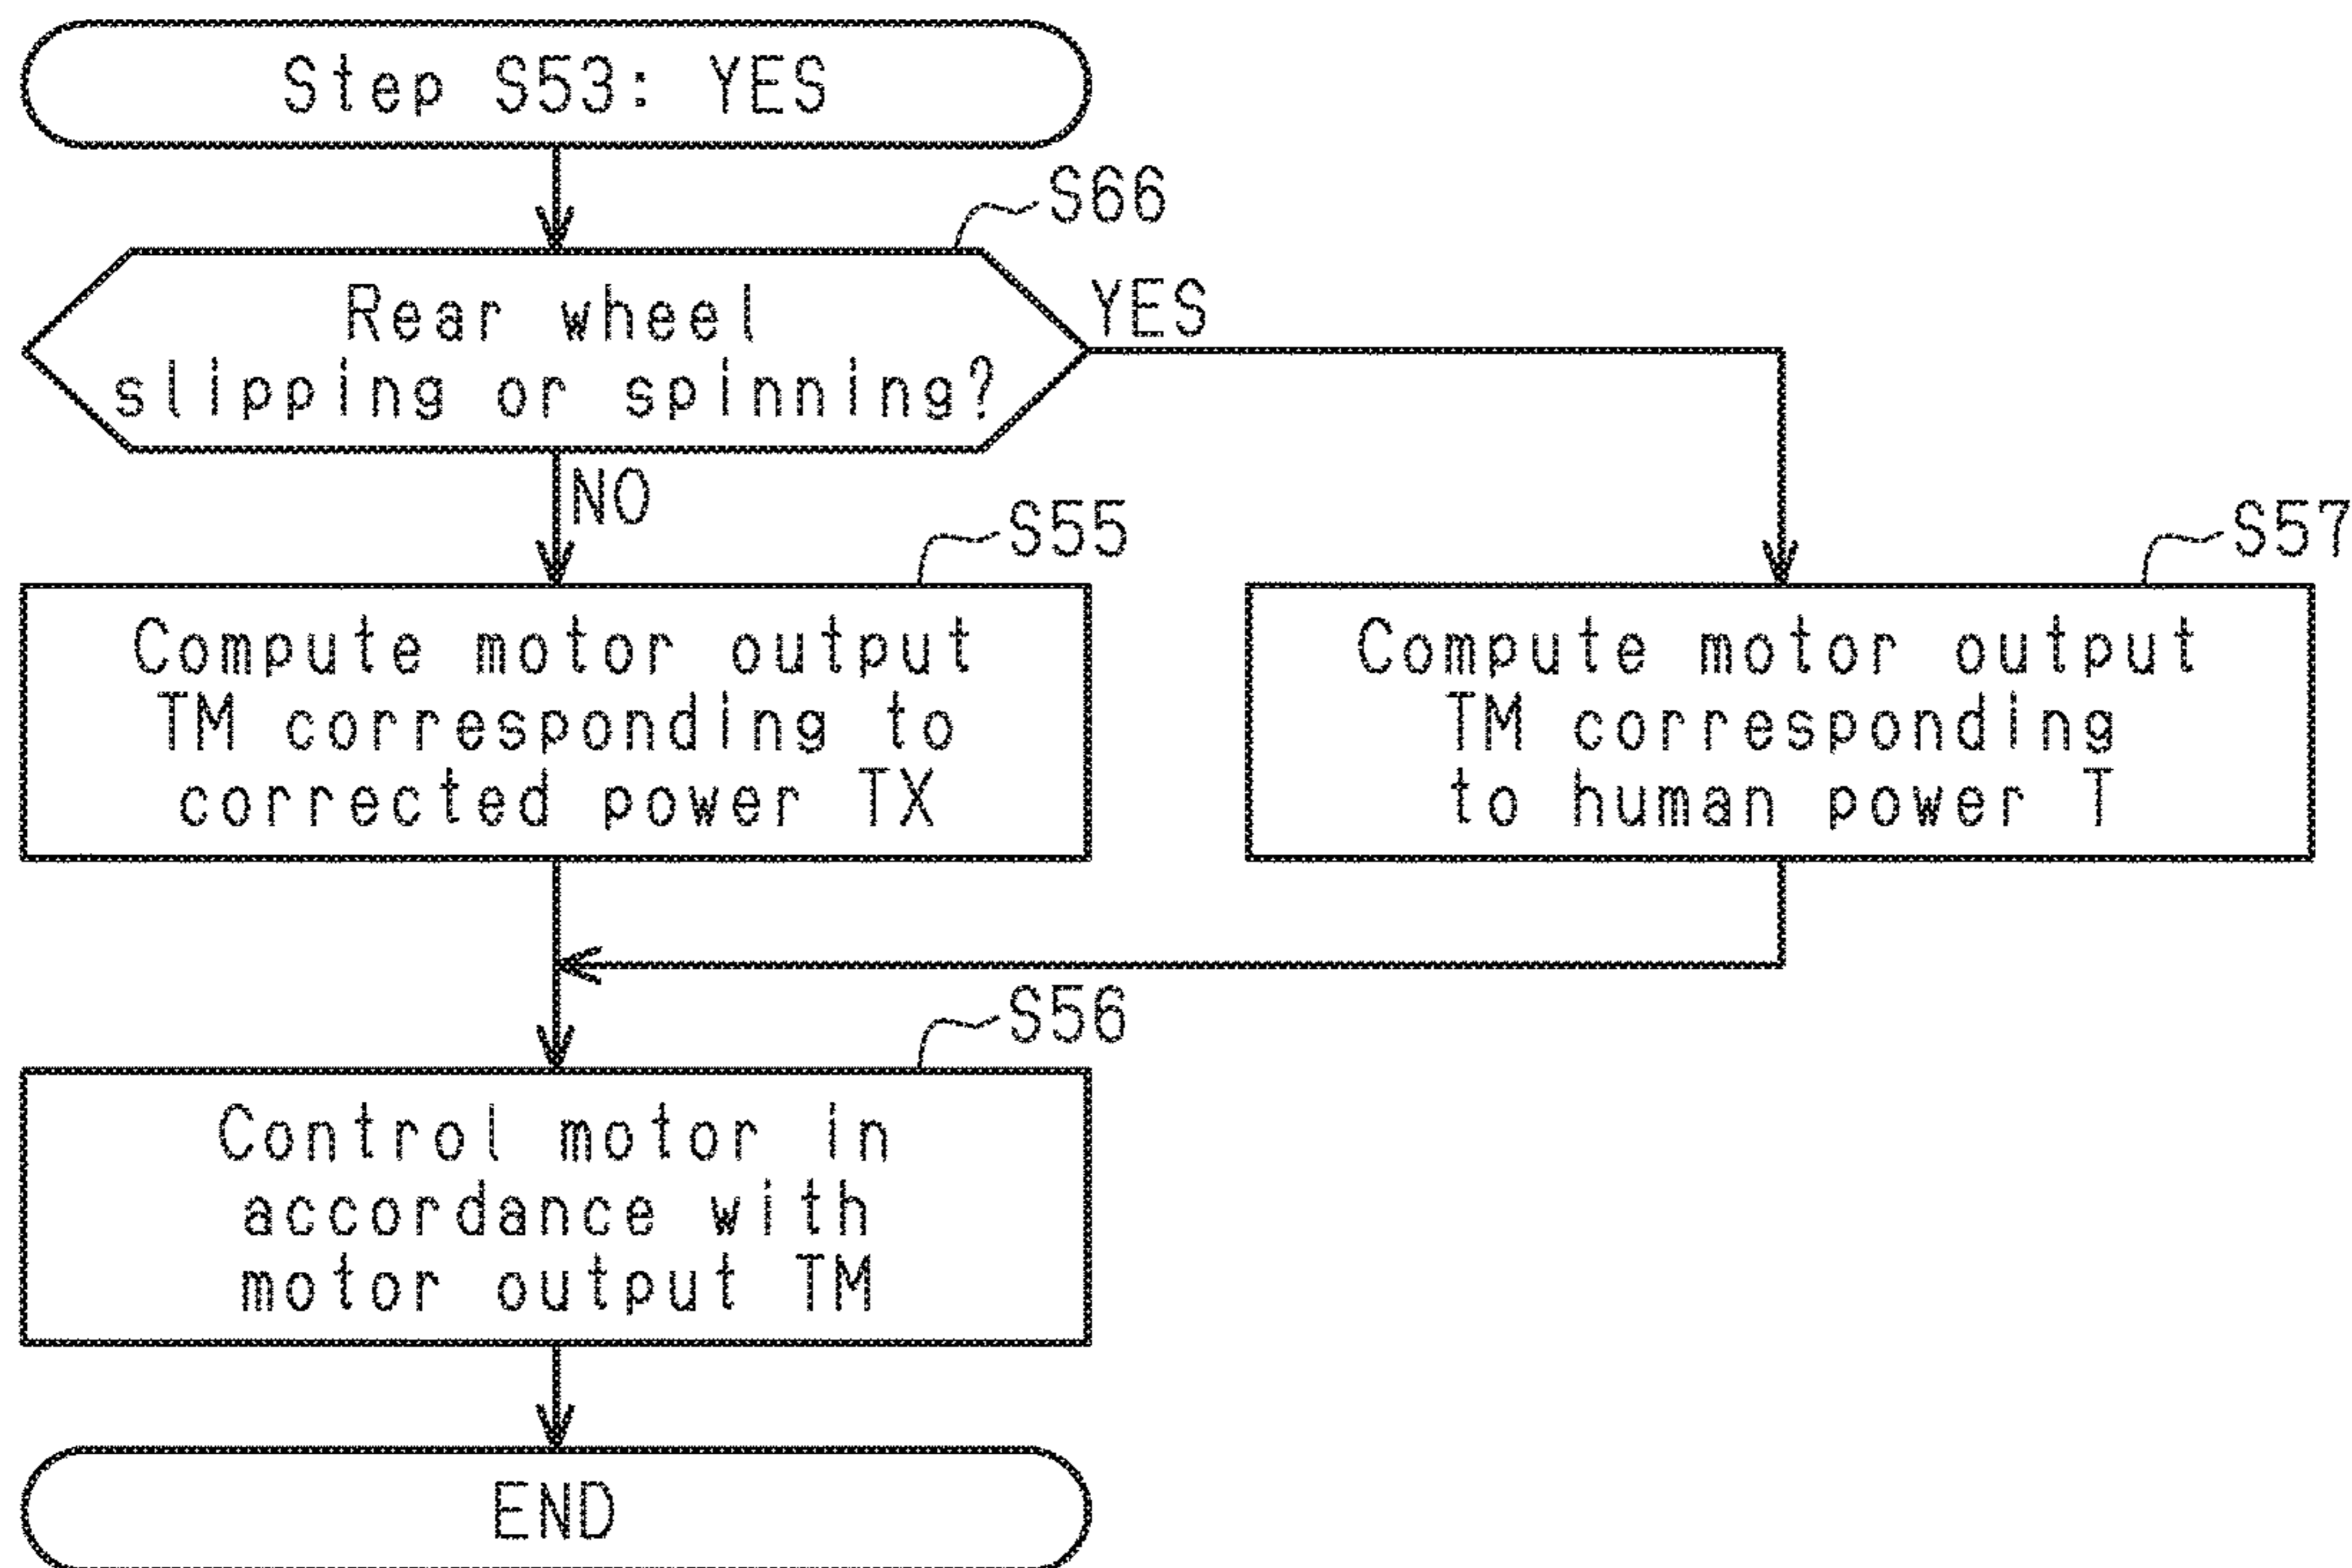 Step S53: YES
S66
Rear wheel
slipping or spinning?
YES
NO
S55
Compute motor output
TM corresponding to
corrected power TX
S57
Compute motor output
TM corresponding
to human power T
S56
Control motor in
accordance with
motor output TM
END